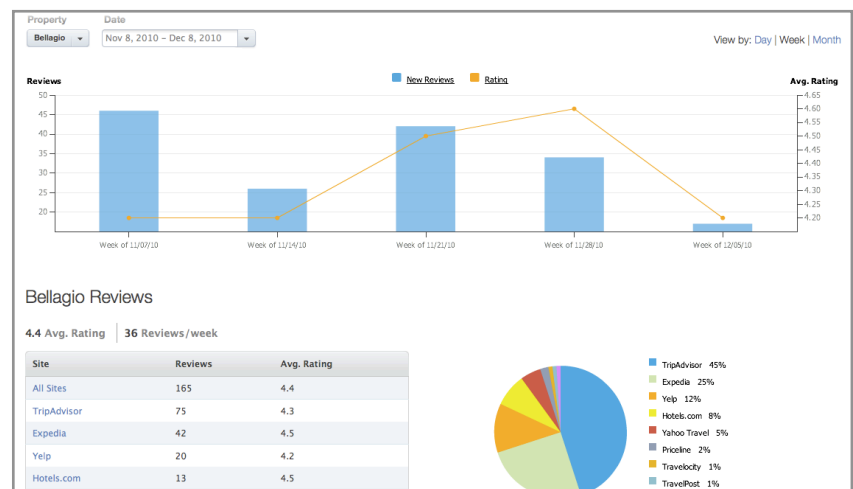 Property Date
Bellagio Nov 8, 2010 - Dec 8, 2010
View by: Day | Week | Month
Reviews New Reviews Rating Avg. Rating
50 4.65
45 4.60
40 4.55
35 4.50
30 4.45
25 4.40
20 4.35
4.30
4.25
4.20
Week of 11/07/10 Week of 11/14/10 Week of 11/21/10 Week of 11/28/10 Week of 12/05/10
Bellagio Reviews
4.4 Avg. Rating 36 Reviews/week
Site Reviews Avg. Rating
All Sites 165 4.4
TripAdvisor 75 4.3
Expedia 42 4.5
Yelp 20 4.2
Hotels.com 13 4.5
TripAdvisor 45%
Expedia 25%
Yelp 12%
Hotels.com 8%
Yahoo Travel 5%
Priceline 2%
Travelocity 1%
TravelPost 1%